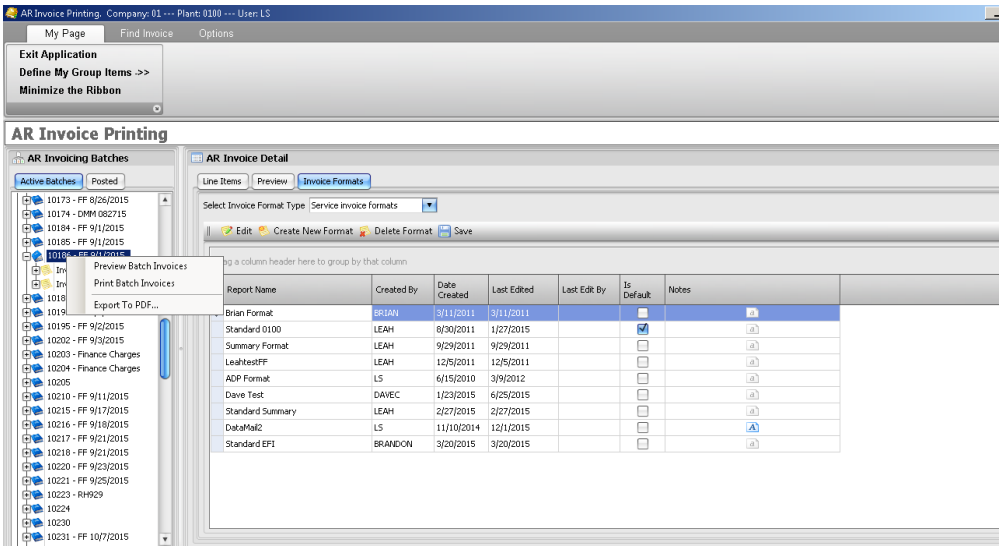 AR Invoice Printing. Company: 01 --- Plant: 0100 --- User: LS
My Page Find Invoice Options
Exit Application
Define My Group Items ->>
Minimize the Ribbon
AR Invoice Printing
AR Invoicing Batches
Active Batches Posted
10173 - FF 8/26/2015
10174 - DMM 082715
10184 - FF 9/1/2015
10185 - FF 9/1/2015
10186 - FF 9/1/2015
Preview Batch Invoices
Print Batch Invoices
Export To PDF...
10195 - FF 9/2/2015
10202 - FF 9/3/2015
10203 - Finance Charges
10204 - Finance Charges
10205
10210 - FF 9/11/2015
10215 - FF 9/17/2015
10216 - FF 9/18/2015
10217 - FF 9/21/2015
10218 - FF 9/21/2015
10220 - FF 9/23/2015
10221 - FF 9/25/2015
10223 - RH929
10224
10230
10231 - FF 10/7/2015
AR Invoice Detail
Line Items Preview Invoice Formats
Select Invoice Format Type Service invoice formats
Edit Create New Format Delete Format Save
a column header here to group by that column
Report Name Created By Date Created Last Edited Last Edit By Is Default Notes
Brian Format BRIAN 3/11/2011 3/11/2011
Standard 0100 LEAH 8/30/2011 1/27/2015
Summary Format LEAH 9/29/2011 9/29/2011
LeahtestFF LEAH 12/5/2011 12/5/2011
ADP Format LS 6/15/2010 3/9/2012
Dave Test DAVEC 1/23/2015 6/25/2015
Standard Summary LEAH 2/27/2015 2/27/2015
DataMail2 LS 11/10/2014 12/1/2015
Standard EFI BRANDON 3/20/2015 3/20/2015